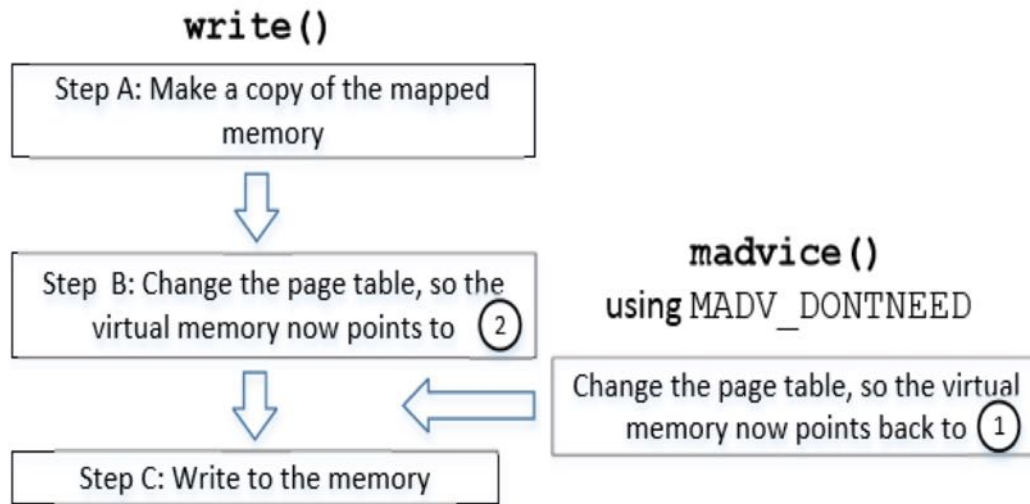 write()
Step A: Make a copy of the mapped
memory
Step B: Change the page table, so the
virtual memory now points to 2
madvice()
using MADV_DONTNEED
Change the page table, so the virtual
memory now points back to 1
Step C: Write to the memory